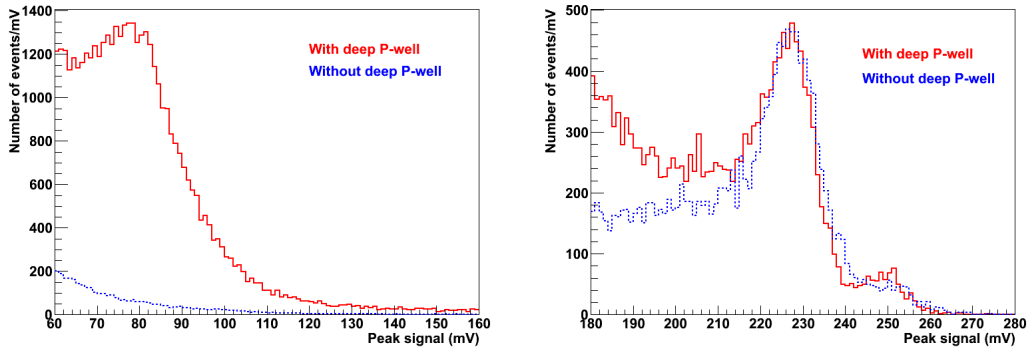 Number of events/mV
1400
1200
1000
800
600
400
200
0
With deep P-well
Without deep P-well
60 70 80 90 100 110 120 130 140 150 160
Peak signal (mV)
Number of events/mV
500
400
300
200
100
0
With deep P-well
Without deep P-well
180 190 200 210 220 230 240 250 260 270 280
Peak signal (mV)